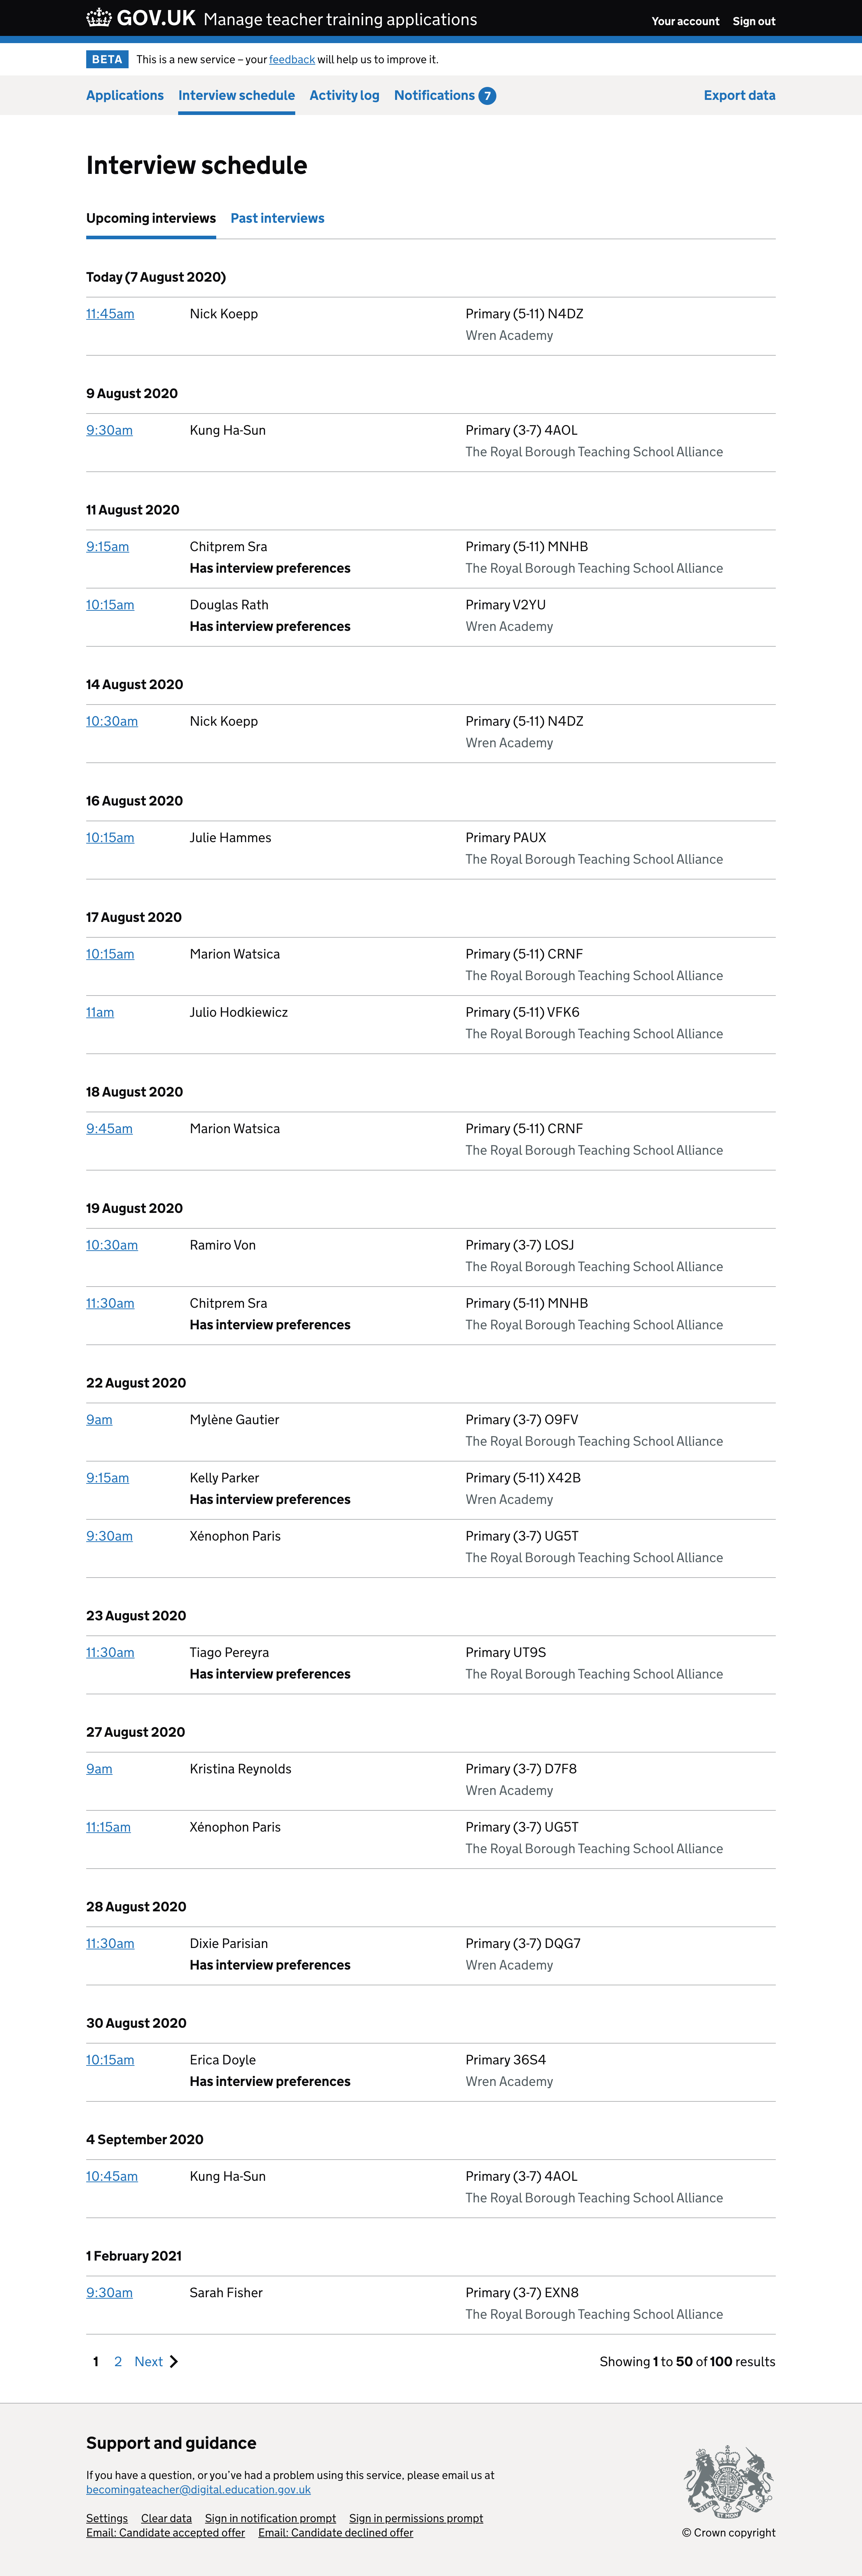 GOV.UK Manage teacher training applications Your account Sign out
BETA This is a new service – your feedback will help us to improve it.
Applications Interview schedule Activity log Notifications 7 Export data
Interview schedule
Upcoming interviews Past interviews
Today (7 August 2020)
11:45am Nick Koepp Primary (5-11) N4DZ
Wren Academy
9 August 2020
9:30am Kung Ha-Sun Primary (3-7) 4AOL
The Royal Borough Teaching School Alliance
11 August 2020
9:15am Chitprem Sra Primary (5-11) MNHB
Has interview preferences The Royal Borough Teaching School Alliance
10:15am Douglas Rath Primary V2YU
Has interview preferences Wren Academy
14 August 2020
10:30am Nick Koepp Primary (5-11) N4DZ
Wren Academy
16 August 2020
10:15am Julie Hammes Primary PAUX
The Royal Borough Teaching School Alliance
17 August 2020
10:15am Marion Watsica Primary (5-11) CRNF
The Royal Borough Teaching School Alliance
11am Julio Hodkiewicz Primary (5-11) VFK6
The Royal Borough Teaching School Alliance
18 August 2020
9:45am Marion Watsica Primary (5-11) CRNF
The Royal Borough Teaching School Alliance
19 August 2020
10:30am Ramiro Von Primary (3-7) LOSJ
The Royal Borough Teaching School Alliance
11:30am Chitprem Sra Primary (5-11) MNHB
Has interview preferences The Royal Borough Teaching School Alliance
22 August 2020
9am Mylène Gautier Primary (3-7) O9FV
The Royal Borough Teaching School Alliance
9:15am Kelly Parker Primary (5-11) X42B
Has interview preferences Wren Academy
9:30am Xénophon Paris Primary (3-7) UG5T
The Royal Borough Teaching School Alliance
23 August 2020
11:30am Tiago Pereyra Primary UT9S
Has interview preferences The Royal Borough Teaching School Alliance
27 August 2020
9am Kristina Reynolds Primary (3-7) D7F8
Wren Academy
11:15am Xénophon Paris Primary (3-7) UG5T
The Royal Borough Teaching School Alliance
28 August 2020
11:30am Dixie Parisian Primary (3-7) DQG7
Has interview preferences Wren Academy
30 August 2020
10:15am Erica Doyle Primary 36S4
Has interview preferences Wren Academy
4 September 2020
10:45am Kung Ha-Sun Primary (3-7) 4AOL
The Royal Borough Teaching School Alliance
1 February 2021
9:30am Sarah Fisher Primary (3-7) EXN8
The Royal Borough Teaching School Alliance
1 2 Next Showing 1 to 50 of 100 results
Support and guidance
If you have a question, or you’ve had a problem using this service, please email us at
becomingateacher@digital.education.gov.uk
Settings Clear data Sign in notification prompt Sign in permissions prompt
Email: Candidate accepted offer Email: Candidate declined offer
© Crown copyright